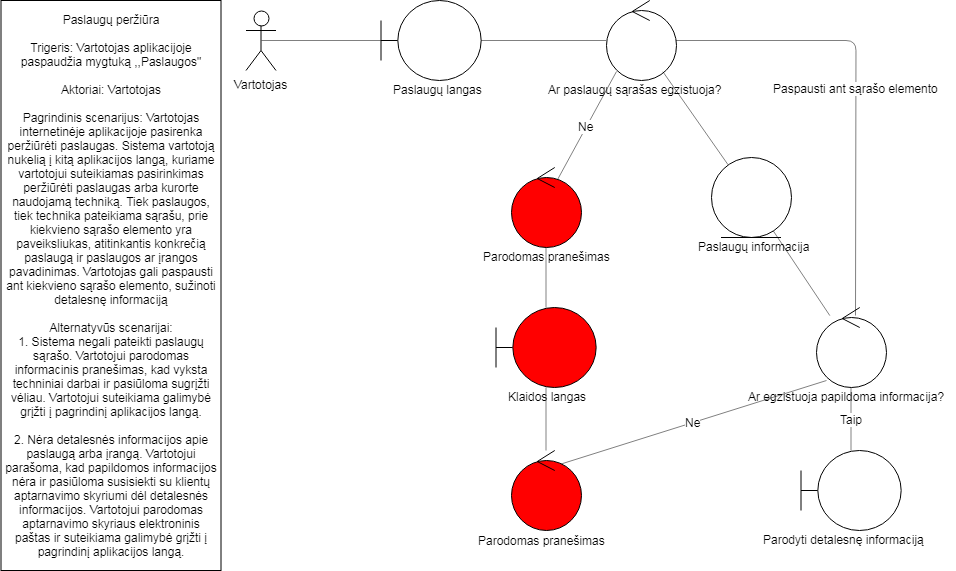 Paslaugų peržiūra
Trigeris: Vartotojas aplikacijoje
paspaudžia mygtuką ,,Paslaugos"
Aktoriai: Vartotojas
Pagrindinis scenarijus: Vartotojas
internetinėje aplikacijoje pasirenka
peržiūrėti paslaugas. Sistema vartotoją
nukelią į kitą aplikacijos langą, kuriame
vartotojui suteikiamas pasirinkimas
peržiūrėti paslaugas arba kurorte
naudojamą techniką. Tiek paslaugos,
tiek technika pateikiama sąrašu, prie
kiekvieno sąrašo elemento yra
paveiksliukas, atitinkantis konkrečią
paslaugą ir paslaugos ar įrangos
pavadinimas. Vartotojas gali paspausti
ant kiekvieno sąrašo elemento, sužinoti
detalesnę informaciją
Alternatyvūs scenarijai:
1. Sistema negali pateikti paslaugų
sąrašo. Vartotojui parodomas
informacinis pranešimas, kad vyksta
techniniai darbai ir pasiūloma sugrįžti
vėliau. Vartotojui suteikiama galimybė
grįžti į pagrindinį aplikacijos langą.
2. Nėra detalesnės informacijos apie
paslaugą arba įrangą. Vartotojui
parašoma, kad papildomos informacijos
nėra ir pasiūloma susisiekti su klientų
aptarnavimo skyriumi dėl detalesnės
informacijos. Vartotojui parodomas
aptarnavimo skyriaus elektroninis
paštas ir suteikiama galimybė grįžti į
pagrindinį aplikacijos langą.
Vartotojas
Paslaugų langas
Ar paslaugų sąrašas egzistuoja?
Paspausti ant sąrašo elemento
Ne
Paslaugų informacija
Parodomas pranešimas
Klaidos langas
Ar egzistuoja papildoma informacija?
Ne
Taip
Parodomas pranešimas
Parodyti detalesnę informaciją